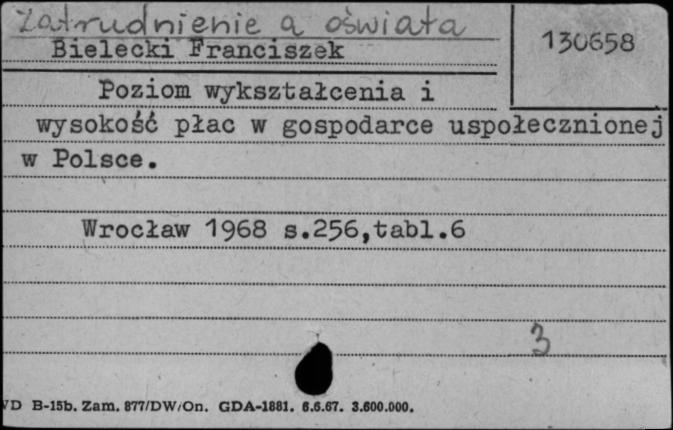 Zatrudnienie a oświata
Bielecki Franciszek
130658
Poziom wykształcenia i
wysokość płac w gospodarce uspołecznionej
w Polsce.
Wrocław 1968 s.256,tabl.6
3
VD B-15b. Zam. 877/DW/On. GDA-1881. 6.6.67. 3.600.000.